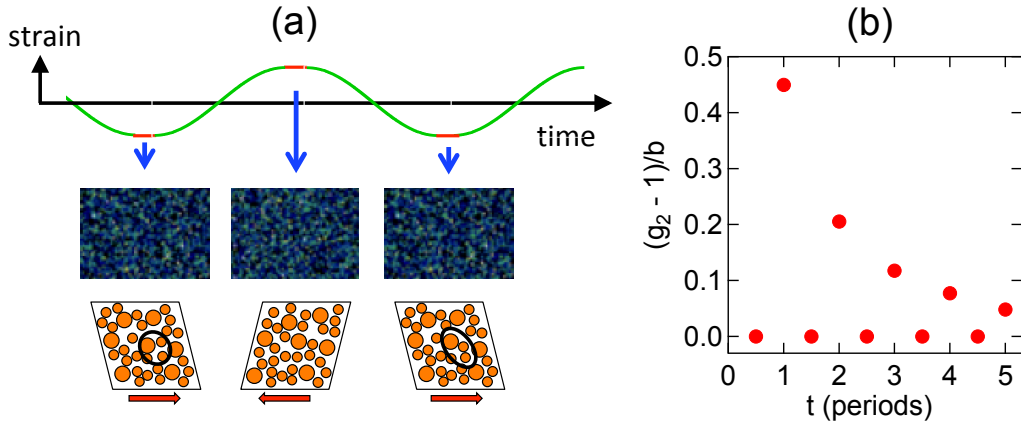 (a)
strain
time
(b)
(g₂ - 1)/b
0.5
0.4
0.3
0.2
0.1
0.0
0 1 2 3 4 5
t (periods)